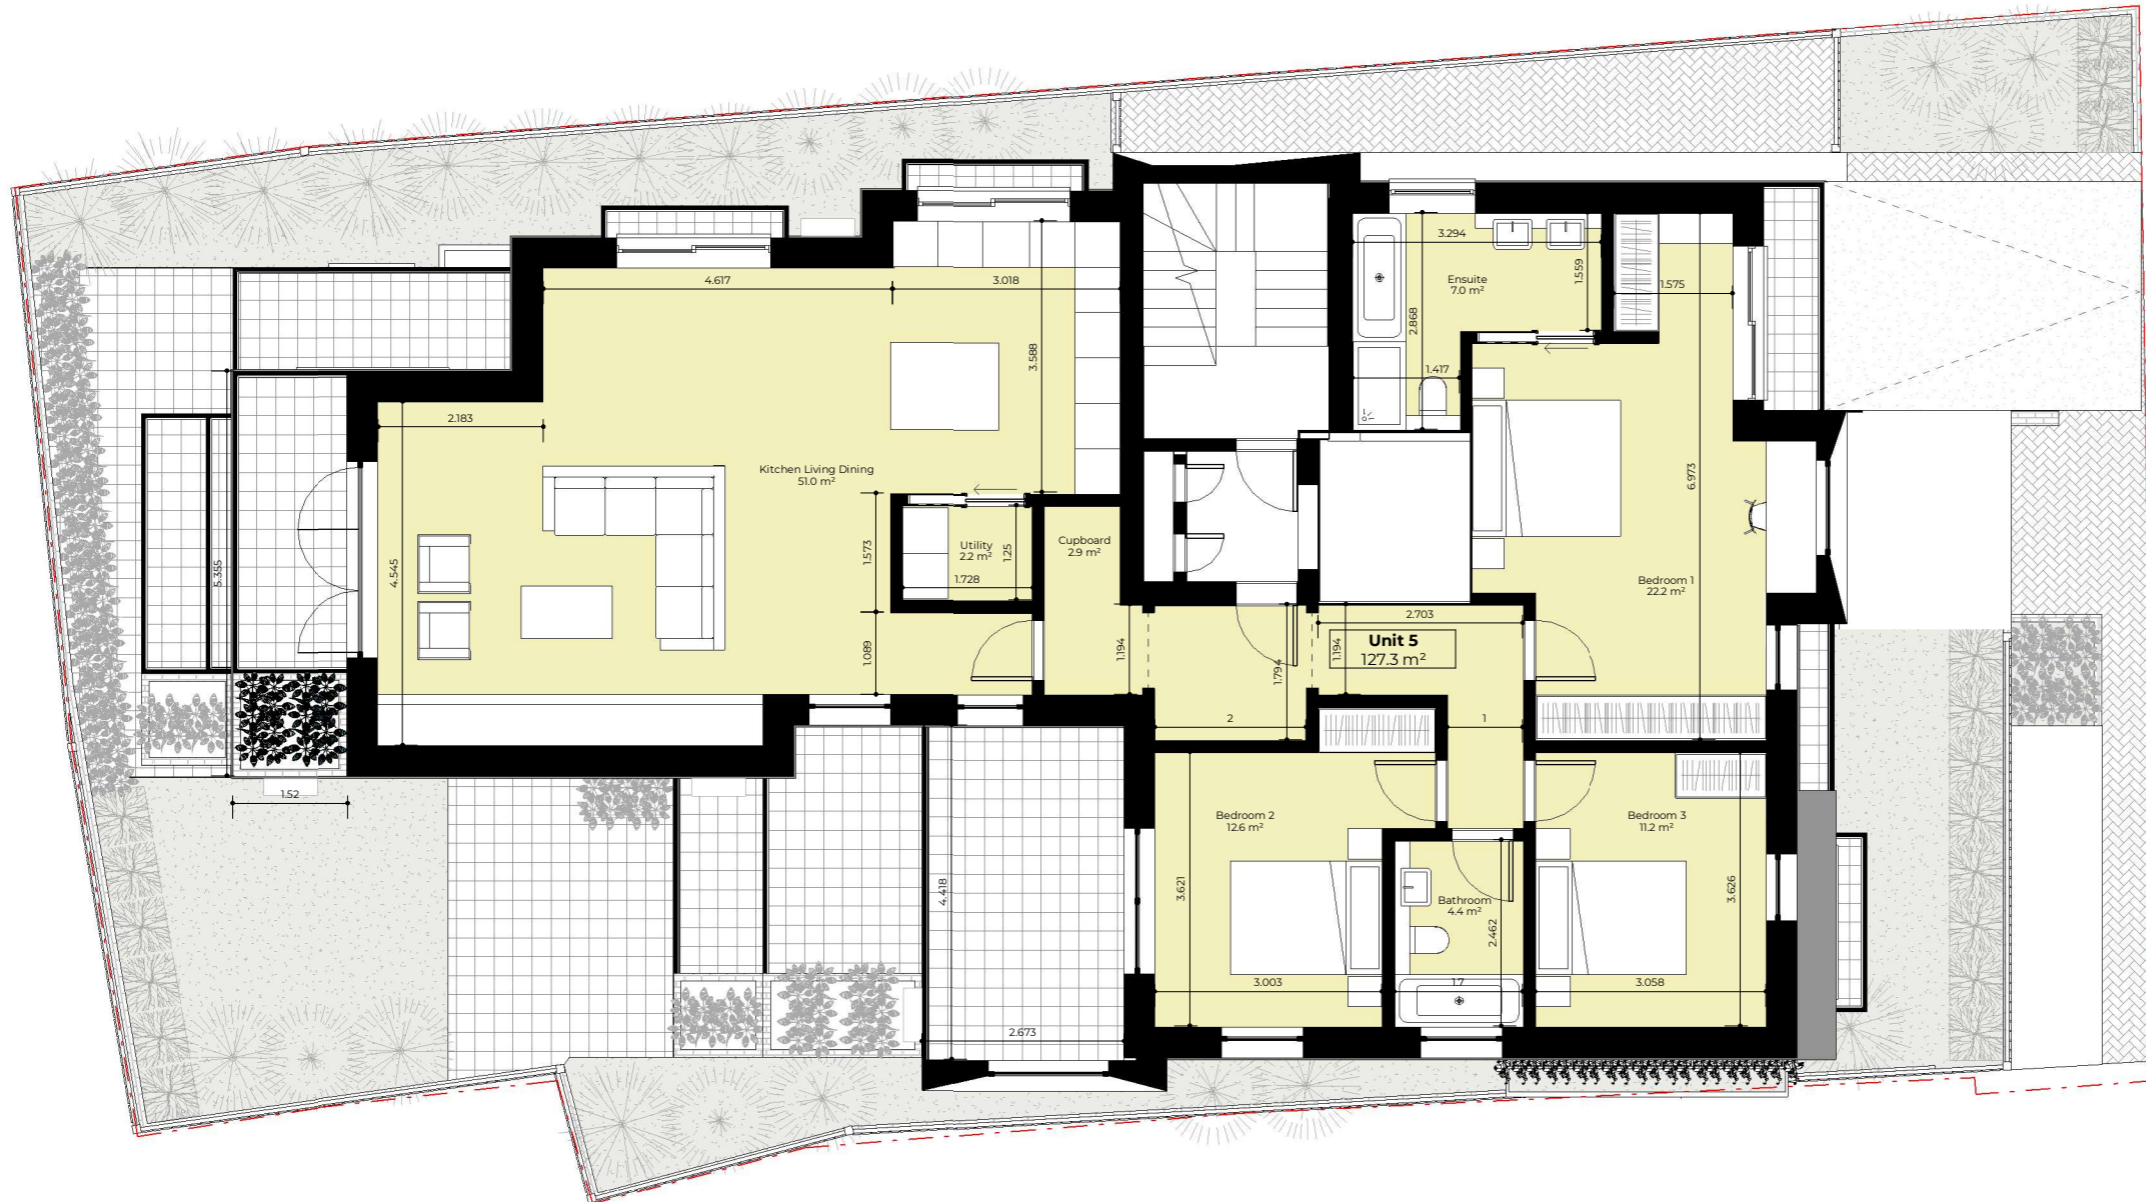 4.617
3.018
3.588
2.183
Kitchen Living Dining
51.0 m²
4.545
5.355
1.52
1.573
1.089
Utility
2.2 m²
1.25
1.728
Cupboard
2.9 m²
1.194
3.294
Ensuite
7.0 m²
1.559
2.868
1.417
1.575
6.973
Bedroom 1
22.2 m²
2.703
Unit 5
127.3 m²
1.194
1.794
2
1
Bedroom 2
12.6 m²
3.621
3.003
Bathroom
4.4 m²
2.462
1.7
Bedroom 3
11.2 m²
3.626
3.058
4.418
2.673